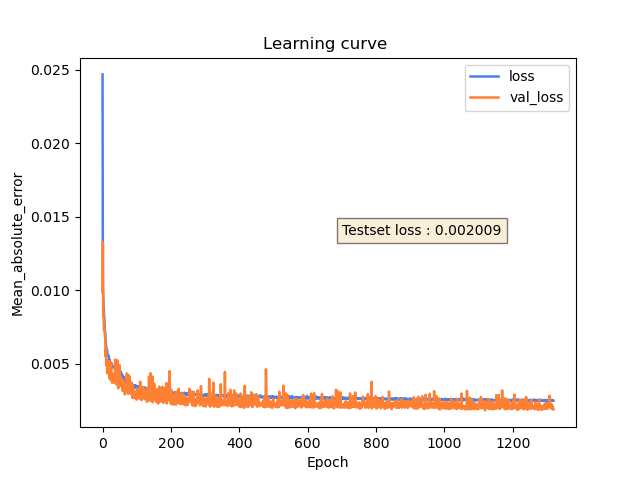 Learning curve
loss
val_loss
Testset loss : 0.002009
Mean_absolute_error
0.025
0.020
0.015
0.010
0.005
0 200 400 600 800 1000 1200
Epoch